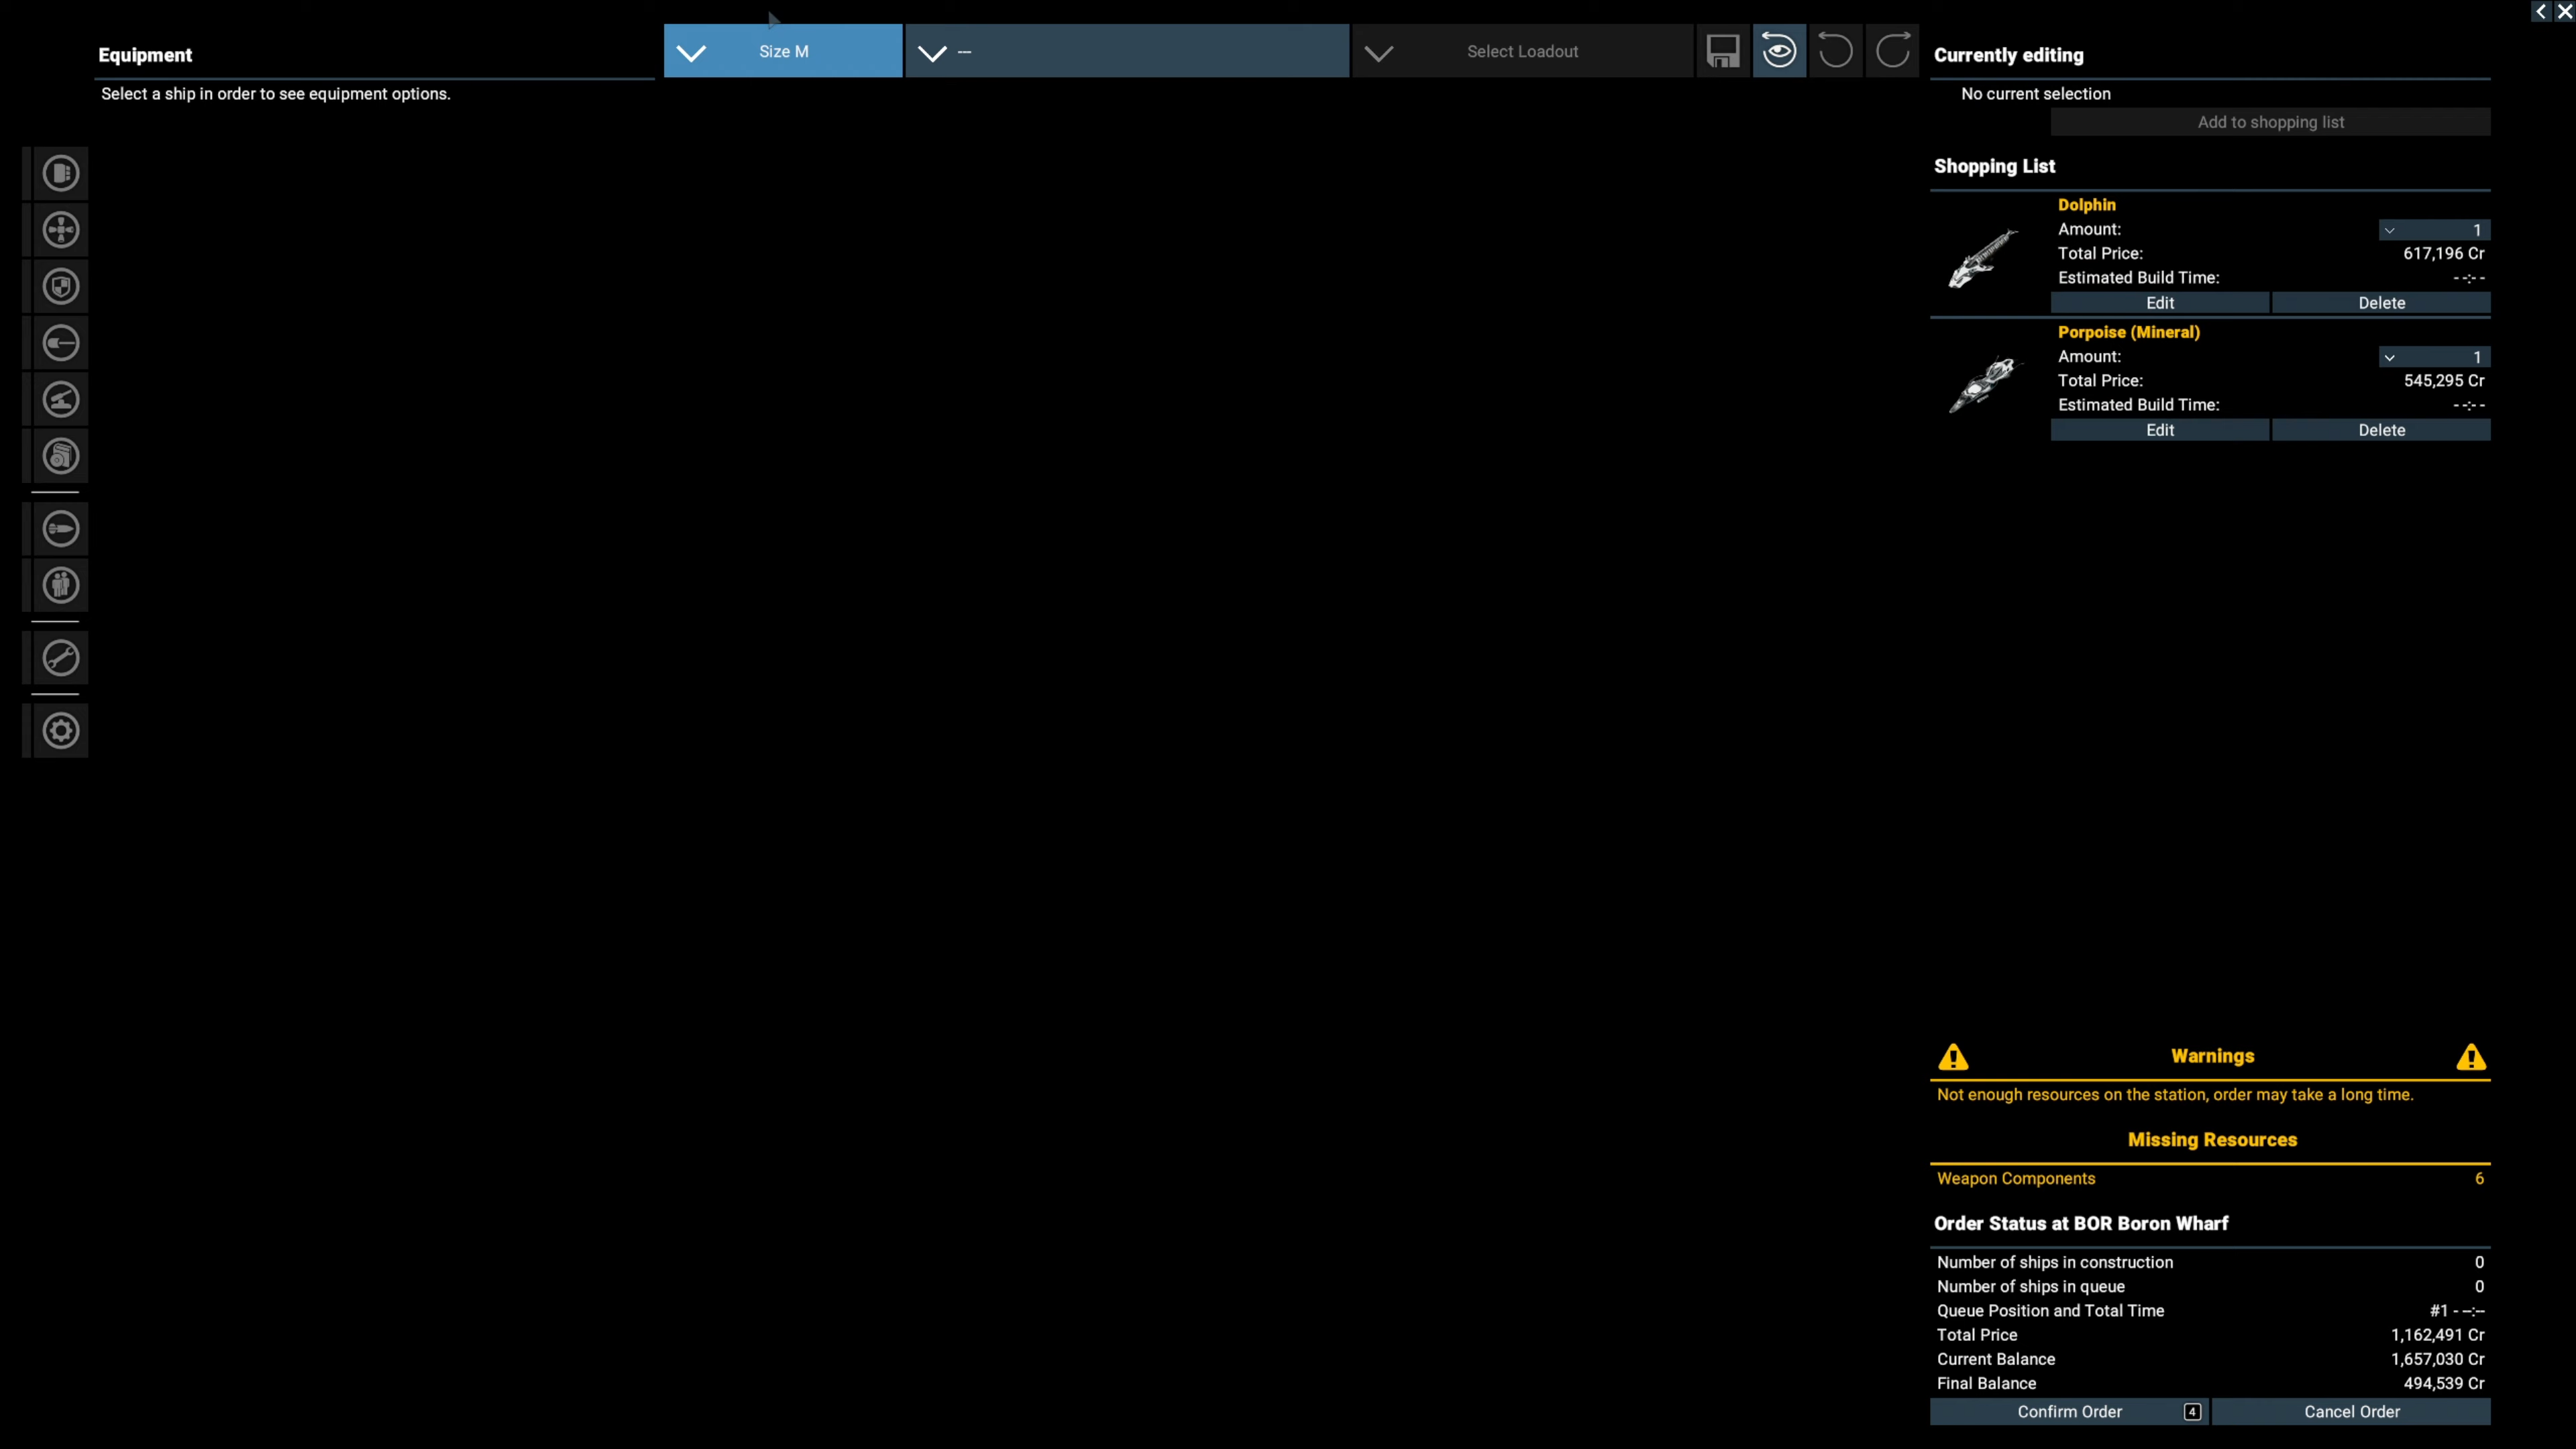 Equipment
Select a ship in order to see equipment options.
Size M
---
Select Loadout
Currently editing
No current selection
Add to shopping list
Shopping List
Dolphin
Amount: 1
Total Price: 617,196 Cr
Estimated Build Time: --:--
Edit Delete
Porpoise (Mineral)
Amount: 1
Total Price: 545,295 Cr
Estimated Build Time: --:--
Edit Delete
Warnings
Not enough resources on the station, order may take a long time.
Missing Resources
Weapon Components 6
Order Status at BOR Boron Wharf
Number of ships in construction 0
Number of ships in queue 0
Queue Position and Total Time #1 - --:--
Total Price 1,162,491 Cr
Current Balance 1,657,030 Cr
Final Balance 494,539 Cr
Confirm Order 4 Cancel Order